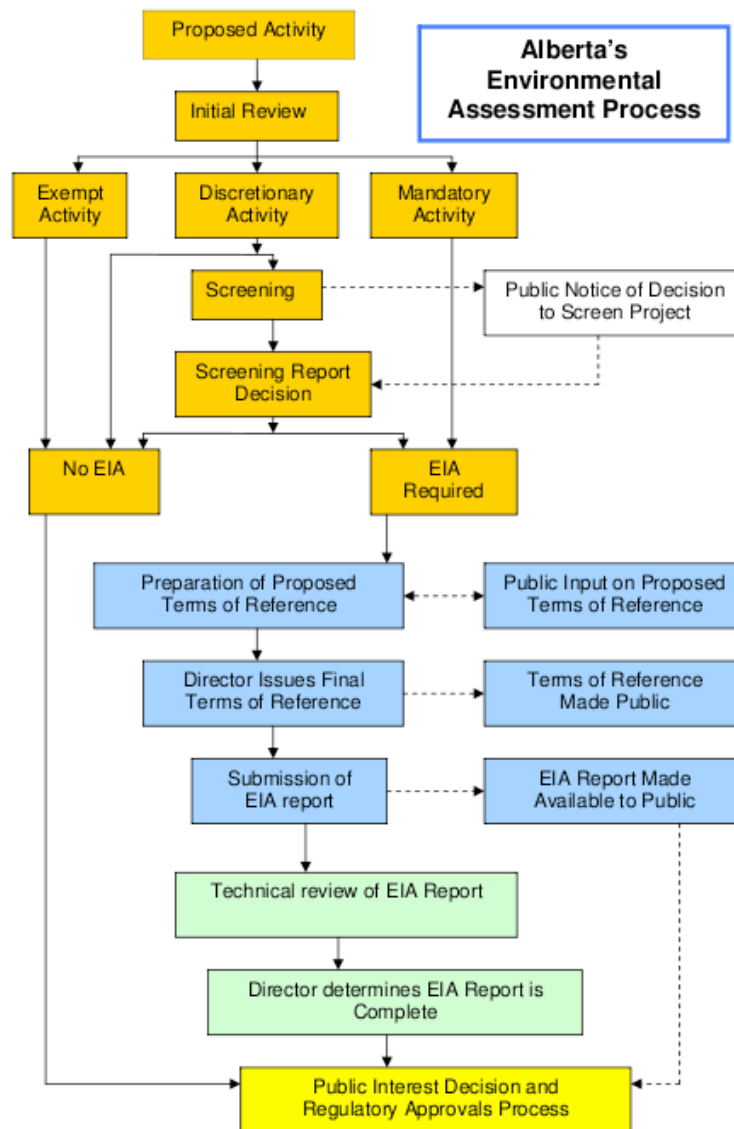 Proposed Activity
Alberta's
Environmental
Assessment Process
Initial Review
Exempt
Activity
Discretionary
Activity
Mandatory
Activity
Screening
Public Notice of Decision
to Screen Project
Screening Report
Decision
No EIA
EIA
Required
Preparation of Proposed
Terms of Reference
Public Input on Proposed
Terms of Reference
Director Issues Final
Terms of Reference
Terms of Reference
Made Public
Submission of
EIA report
EIA Report Made
Available to Public
Technical review of EIA Report
Director determines EIA Report is
Complete
Public Interest Decision and
Regulatory Approvals Process